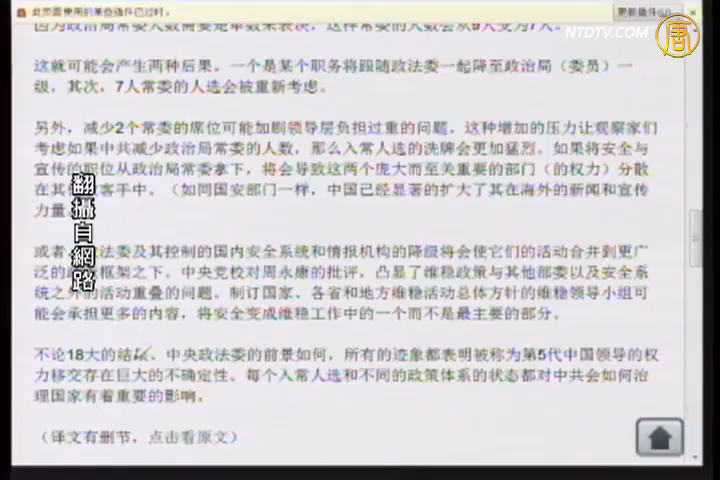 此页面使用的某些插件已过时。
更新插件(U)
NTDTV.COM
唐
因为政治局常委人数需要是单数来表决，这样常委的人数会从9人变为7人。
这就可能会产生两种后果。一个是某个职务将跟随政法委一起降至政治局（委员）一
级，其次，7人常委的人选会被重新考虑。
另外，减少2个常委的席位可能加剧领导层负担过重的问题，这种增加的压力让观察家们
考虑如果中共减少政治局常委的人数，那么入常人选的洗牌会更加猛烈。如果将安全与
宣传的职位从政治局常委拿下，将会导致这两个庞大而至关重要的部门（的权力）分散
在其 客手中。（如同国安部门一样，中国已经显著的扩大了其在海外的新闻和宣传
力量
或者 法委及其控制的国内安全系统和情报机构的降级将会使它们的活动合并到更广
泛的 框架之下。中央党校对周永康的批评，凸显了维稳政策与其他部委以及安全系
统之外的活动重叠的问题。制订国家、各省和地方维稳活动总体方针的维稳领导小组可
能会承担更多的内容，将安全变成维稳工作中的一个而不是最主要的部分。
不论18大的结 、中央政法委的前景如何，所有的迹象都表明被称为第5代中国领导的权
力移交存在巨大的不确定性。每个入常人选和不同的政策体系的状态都对中共会如何治
理国家有着重要的影响。
（译文有删节，点击看原文）
翻攝自網路